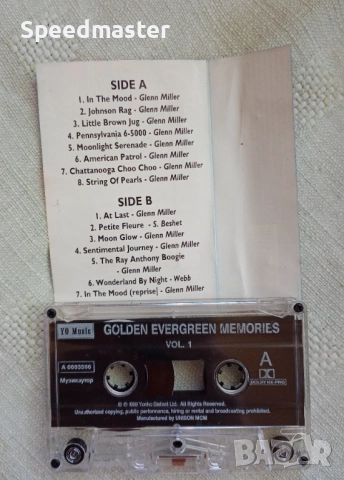 Speedmaster
SIDE A
1. In The Mood - Glenn Miller
2. Johnson Rag - Glenn Miller
3. Little Brown Jug - Glenn Miller
4. Pennsylvania 6-5000 - Glenn Miller
5. Moonlight Serenade - Glenn Miller
6. American Patrol - Glenn Miller
7. Chattanooga Choo Choo - Glenn Miller
8. String Of Pearls - Glenn Miller
SIDE B
1. At Last - Glenn Miller
2. Petite Fleure - S. Beshet
3. Moon Glow - Glenn Miller
4. Sentimental Journey - Glenn Miller
5. The Ray Anthony Boogie
- Glenn Miller
6. Wonderland By Night - Webb
7. In The Mood (reprise) - Glenn Miller
GOLDEN EVERGREEN MEMORIES
VOL. 1
A
Музикаутор
All Rights Reserved.
Unauthorised copying, public performance, hiring or rental and broadcasting prohibited.
Manufactured by UNISON MCM
BAZAR
Speedmaster